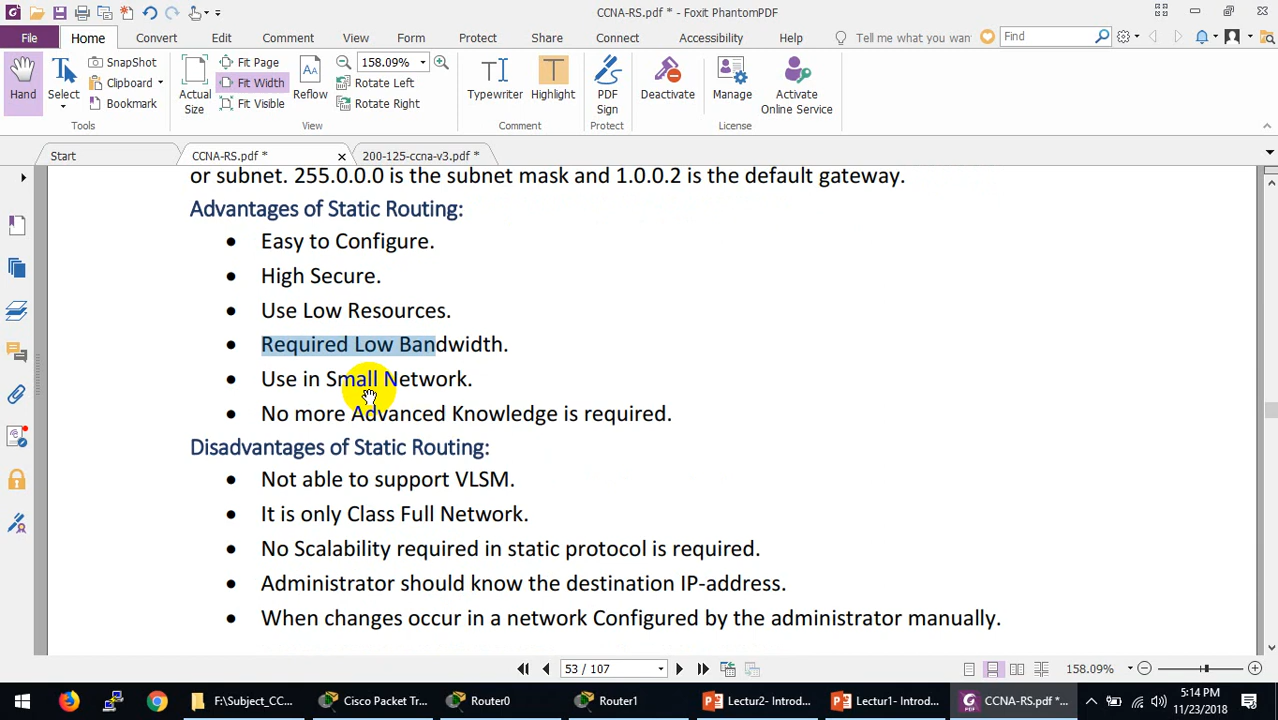 CCNA-RS.pdf * - Foxit PhantomPDF
File Home Convert Edit Comment View Form Protect Share Connect Accessibility Help Tell me what you wan Find
Hand
Select
SnapShot
Clipboard
Bookmark
Tools
Actual Size
Fit Page
Fit Width
Fit Visible
Reflow
158.09%
Rotate Left
Rotate Right
View
Typewriter
Highlight
Comment
PDF Sign
Protect
Deactivate
Manage
License
Activate Online Service
Start CCNA-RS.pdf * 200-125-ccna-v3.pdf *
or subnet. 255.0.0.0 is the subnet mask and 1.0.0.2 is the default gateway.
Advantages of Static Routing:
• Easy to Configure.
• High Secure.
• Use Low Resources.
• Required Low Bandwidth.
• Use in Small Network.
• No more Advanced Knowledge is required.
Disadvantages of Static Routing:
• Not able to support VLSM.
• It is only Class Full Network.
• No Scalability required in static protocol is required.
• Administrator should know the destination IP-address.
• When changes occur in a network Configured by the administrator manually.
53 / 107 158.09%
F:\Subject_CC... Cisco Packet Tr... Router0 Router1 Lectur2- Introd... Lectur1- Introd... CCNA-RS.pdf *... 5:14 PM
11/23/2018